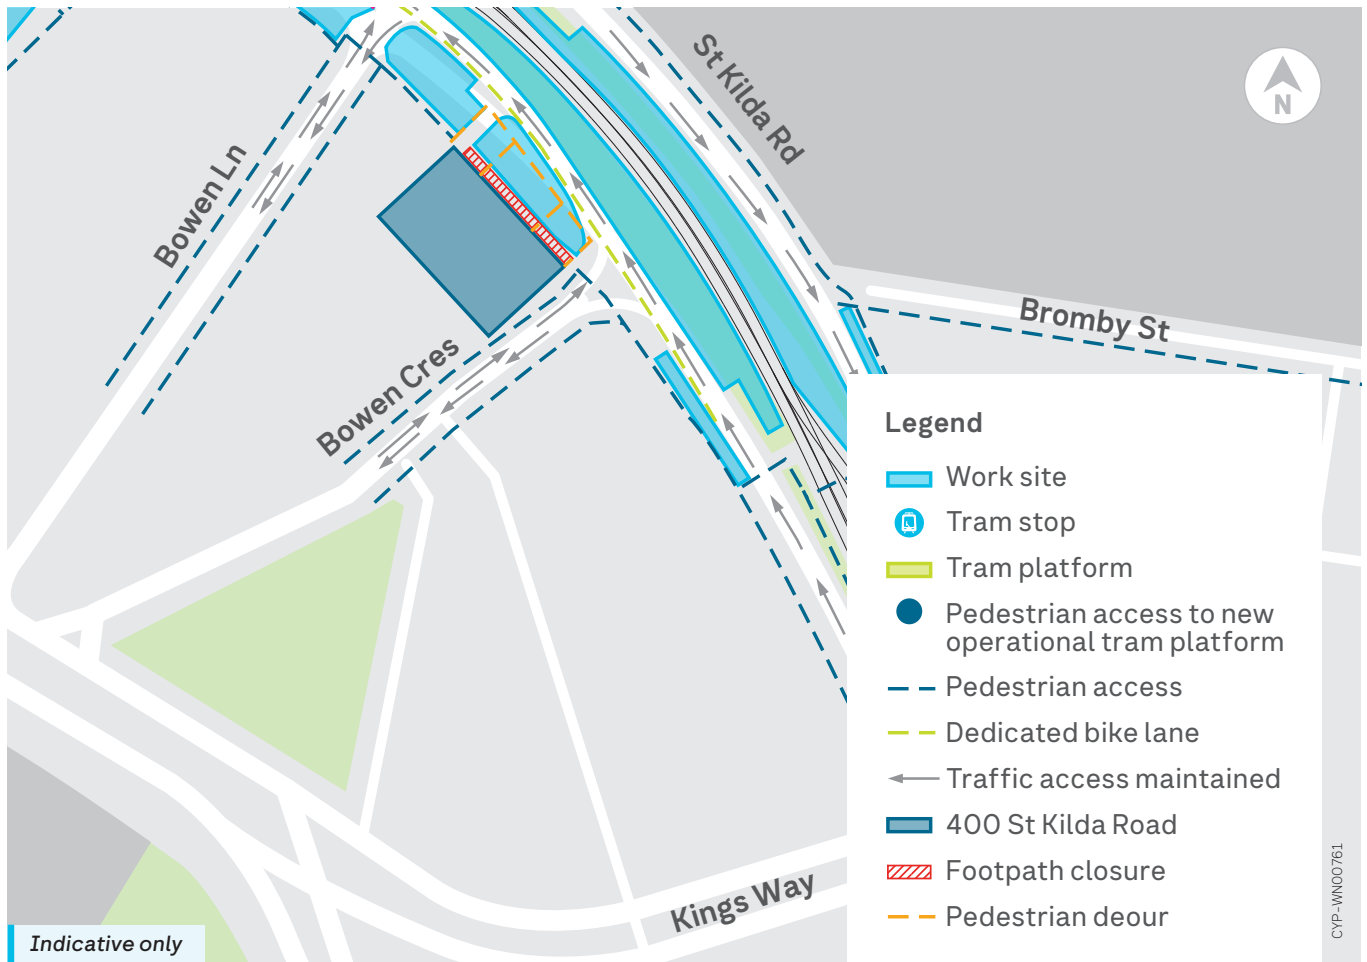 St Kilda Rd
N
Bowen Ln
Bromby St
Bowen Cres
Legend
Work site
Tram stop
Tram platform
Pedestrian access to new
operational tram platform
Pedestrian access
Dedicated bike lane
Traffic access maintained
400 St Kilda Road
Footpath closure
Pedestrian deour
Kings Way
CYP-WN00761
Indicative only